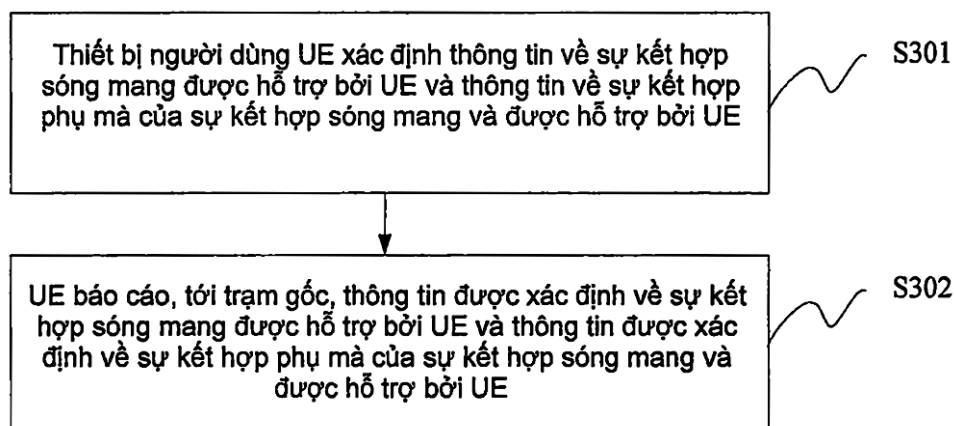 Thiết bị người dùng UE xác định thông tin về sự kết hợp
sóng mang được hỗ trợ bởi UE và thông tin về sự kết hợp
phụ mà của sự kết hợp sóng mang và được hỗ trợ bởi UE
S301
UE báo cáo, tới trạm gốc, thông tin được xác định về sự kết
hợp sóng mang được hỗ trợ bởi UE và thông tin được xác
định về sự kết hợp phụ mà của sự kết hợp sóng mang và
được hỗ trợ bởi UE
S302